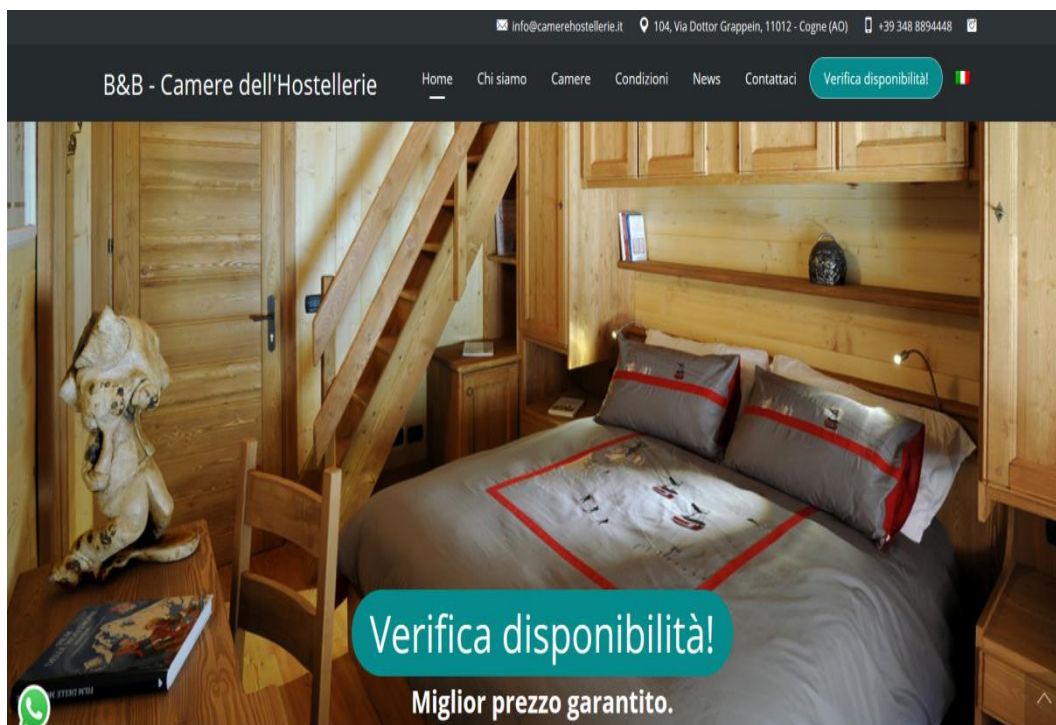 info@camerehostellerie.it 104, Via Dottor Grappein, 11012 - Cogne (AO) +39 348 8894448
B&B - Camere dell'Hostellerie Home Chi siamo Camere Condizioni News Contattaci Verifica disponibilità!
Verifica disponibilità!
Miglior prezzo garantito.